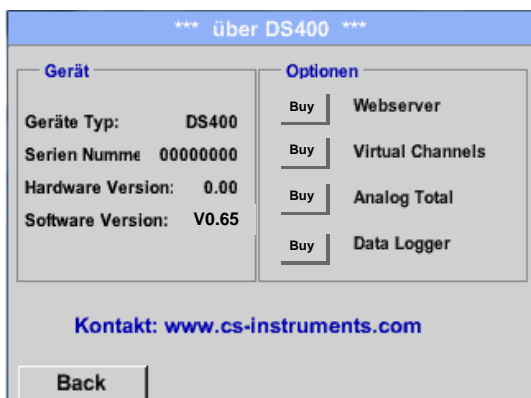 *** über DS400 ***
Gerät
Geräte Typ: DS400
Serien Numme 00000000
Hardware Version: 0.00
Software Version: V0.65
Optionen
Buy Webserver
Buy Virtual Channels
Buy Analog Total
Buy Data Logger
Kontakt: www.cs-instruments.com
Back